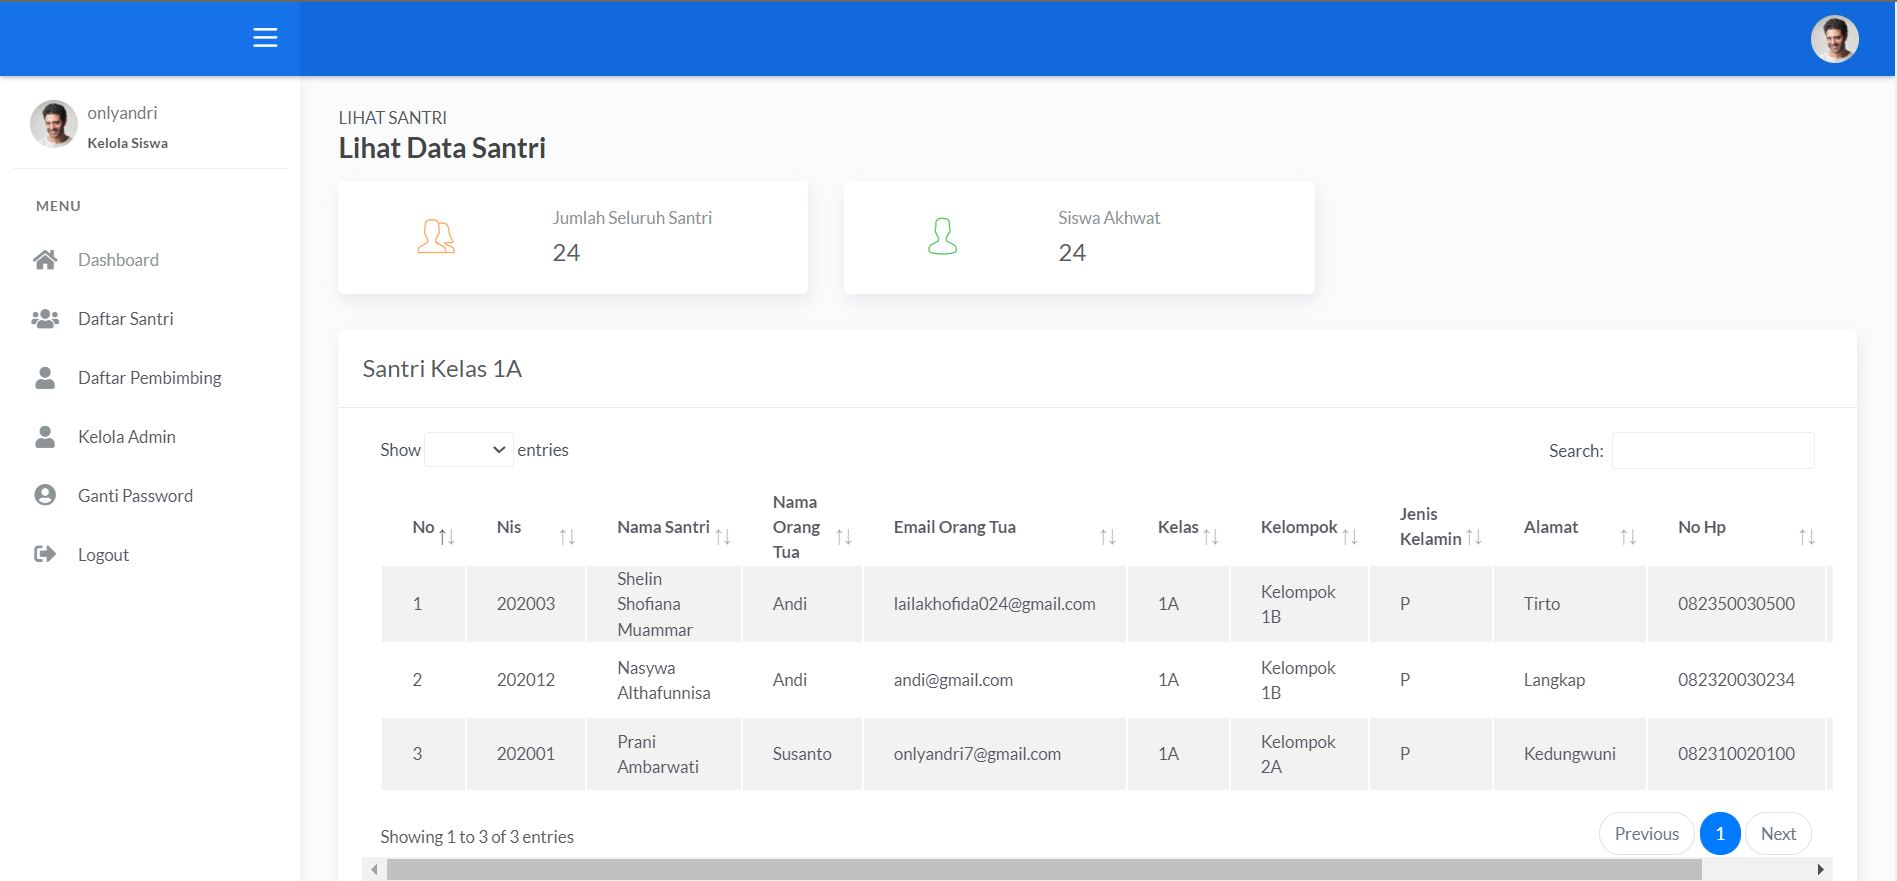 onlyandri
Kelola Siswa
MENU
Dashboard
Daftar Santri
Daftar Pembimbing
Kelola Admin
Ganti Password
Logout
LIHAT SANTRI
Lihat Data Santri
Jumlah Seluruh Santri
24
Siswa Akhwat
24
Santri Kelas 1A
Show entries
Search:
No
Nis
Nama Santri
Nama
Orang
Tua
Email Orang Tua
Kelas
Kelompok
Jenis
Kelamin
Alamat
No Hp
1
202003
Shelin
Shofiana
Muammar
Andi
lailakhofida024@gmail.com
1A
Kelompok
1B
P
Tirto
082350030500
2
202012
Nasywa
Althafunnisa
Andi
andi@gmail.com
1A
Kelompok
1B
P
Langkap
082320030234
3
202001
Prani
Ambarwati
Susanto
onlyandri7@gmail.com
1A
Kelompok
2A
P
Kedungwuni
082310020100
Showing 1 to 3 of 3 entries
Previous
1
Next